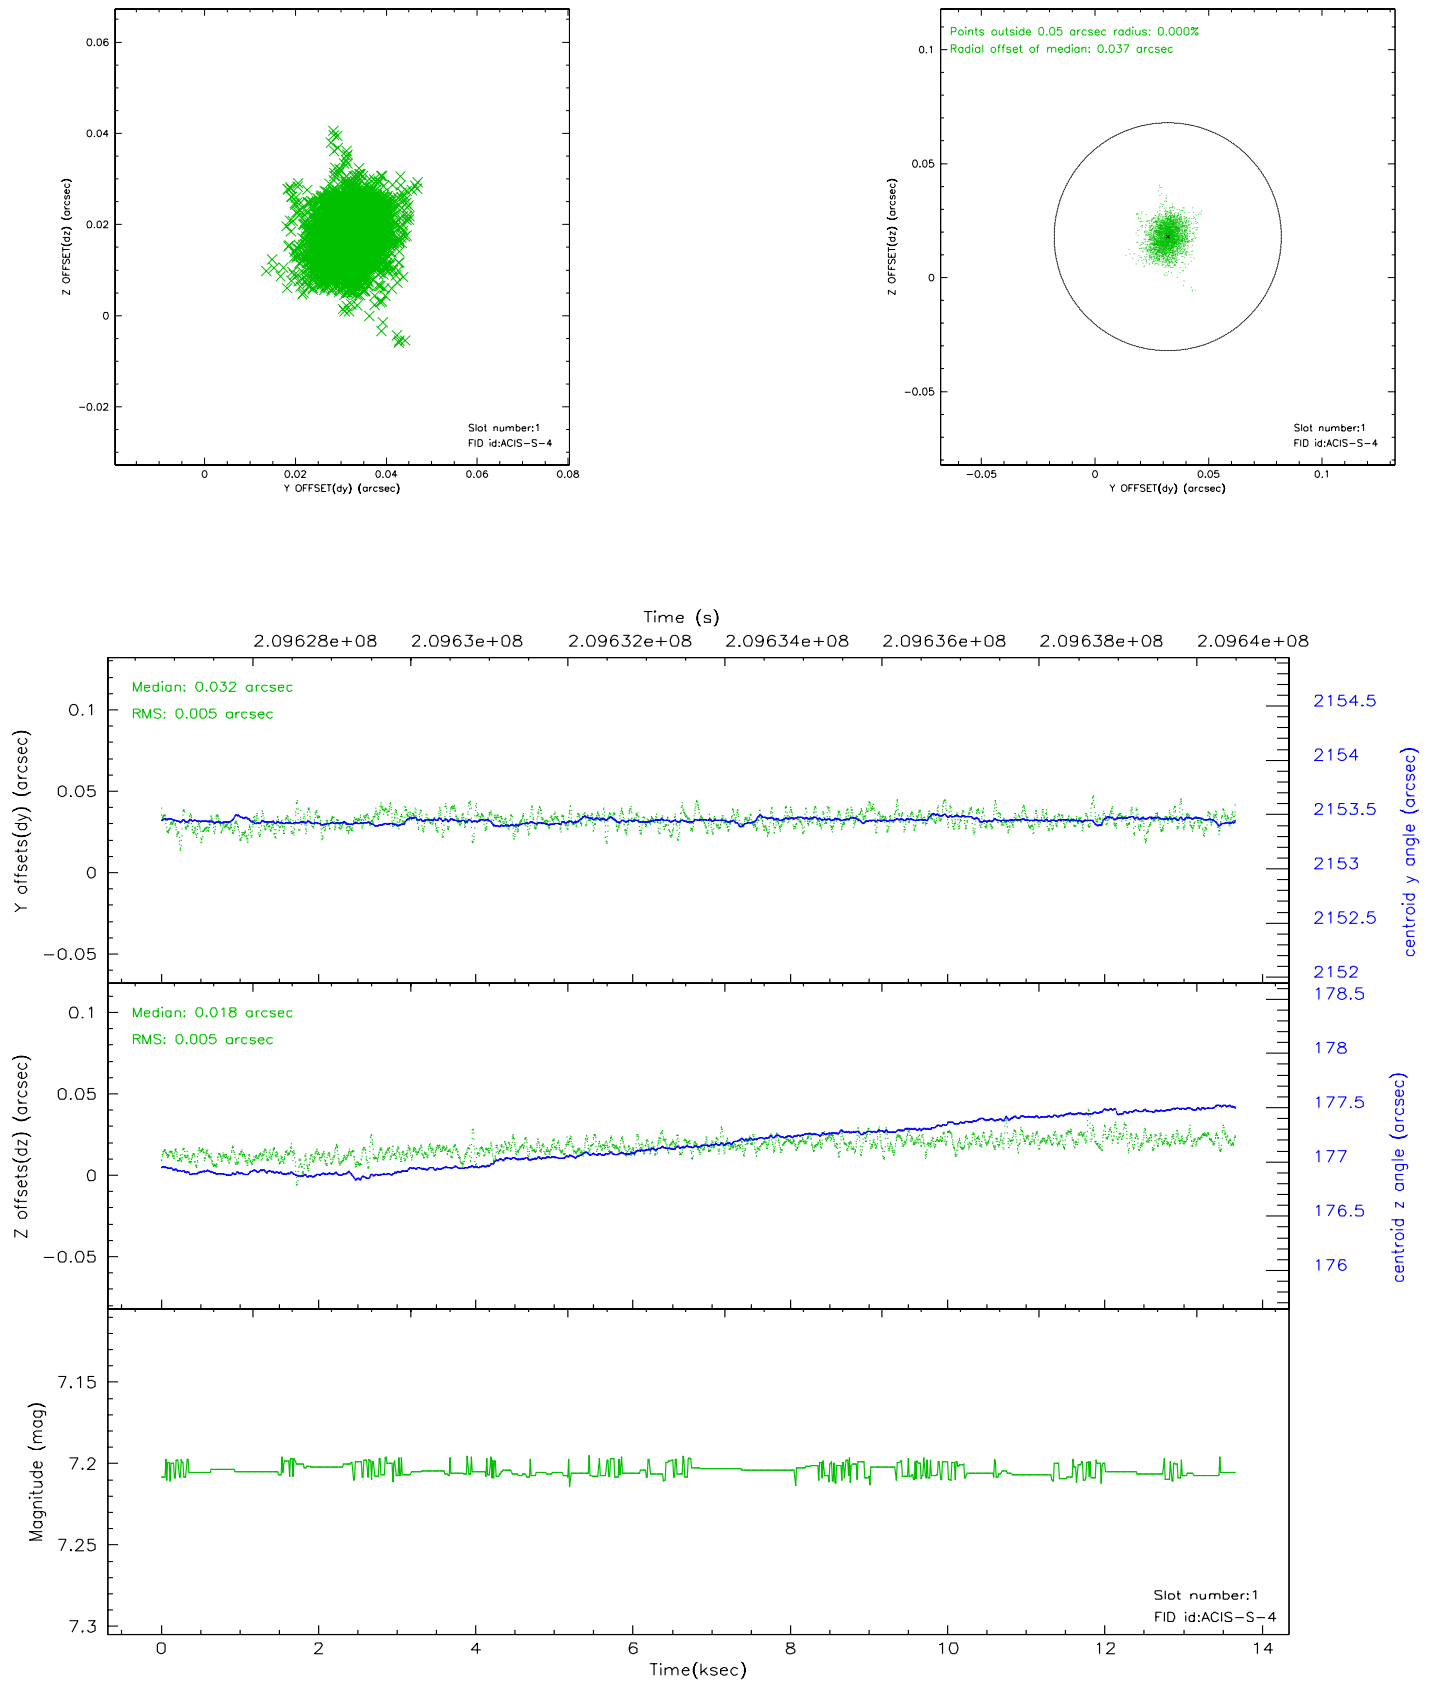 0.06
0.04
0.02
0
-0.02
Z OFFSET(dz) (arcsec)
Slot number:1
FID id:ACIS-S-4
0 0.02 0.04 0.06 0.08
Y OFFSET(dy) (arcsec)
Points outside 0.05 arcsec radius: 0.000%
Radial offset of median: 0.037 arcsec
0.1
0.05
0
-0.05
Z OFFSET(dz) (arcsec)
Slot number:1
FID id:ACIS-S-4
-0.05 0 0.05 0.1
Y OFFSET(dy) (arcsec)
Time (s)
2.09628e+08 2.0963e+08 2.09632e+08 2.09634e+08 2.09636e+08 2.09638e+08 2.0964e+08
Median: 0.032 arcsec
RMS: 0.005 arcsec
0.1
0.05
0
-0.05
Y offsets(dy) (arcsec)
2154.5
2154
2153.5
2153
2152.5
2152
centroid y angle (arcsec)
Median: 0.018 arcsec
RMS: 0.005 arcsec
0.1
0.05
0
-0.05
Z offsets(dz) (arcsec)
178.5
178
177.5
177
176.5
176
centroid z angle (arcsec)
7.15
7.2
7.25
7.3
Magnitude (mag)
Slot number:1
FID id:ACIS-S-4
0 2 4 6 8 10 12 14
Time(ksec)